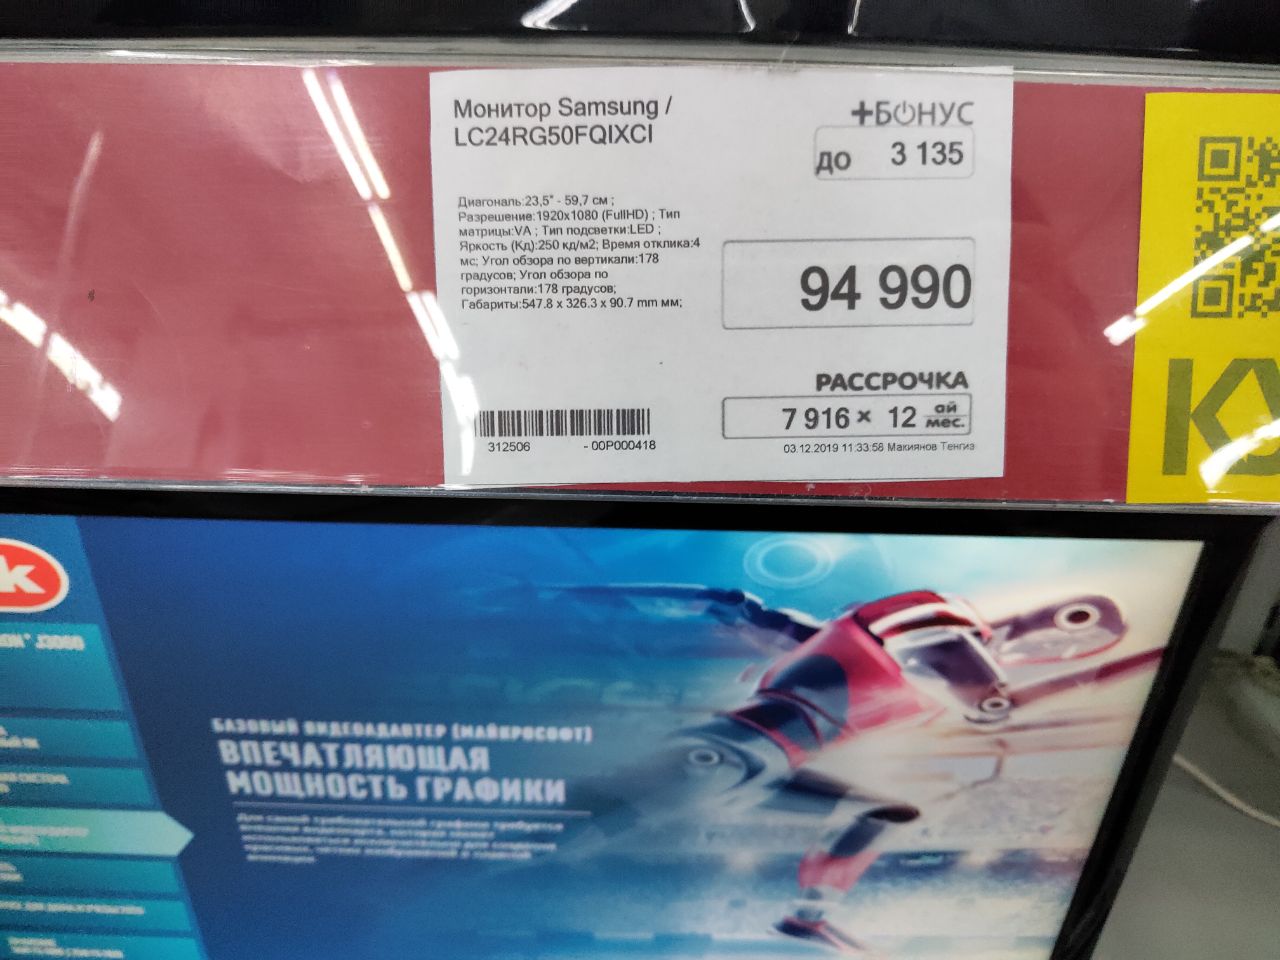 Монитор Samsung /
LC24RG50FQIXCI
+БОНУС
до 3 135
Диагональ:23,5" - 59,7 см ;
Разрешение:1920x1080 (FullHD) ; Тип
матрицы:VA ; Тип подсветки:LED ;
Яркость (Кд):250 кд/м2; Время отклика:4
мс; Угол обзора по вертикали:178
градусов; Угол обзора по
горизонтали:178 градусов;
Габариты:547.8 x 326.3 x 90.7 mm мм;
94 990
РАССРОЧКА
7 916 × 12 ай
мес.
312506 - 00P000418
03.12.2019 11:33:58 Макиянов Тенгиз
k
J3060
БАЗОВЫЙ ВИДЕОАДАПТЕР (МАЙКРОСОФТ)
ВПЕЧАТЛЯЮЩАЯ
МОЩНОСТЬ ГРАФИКИ